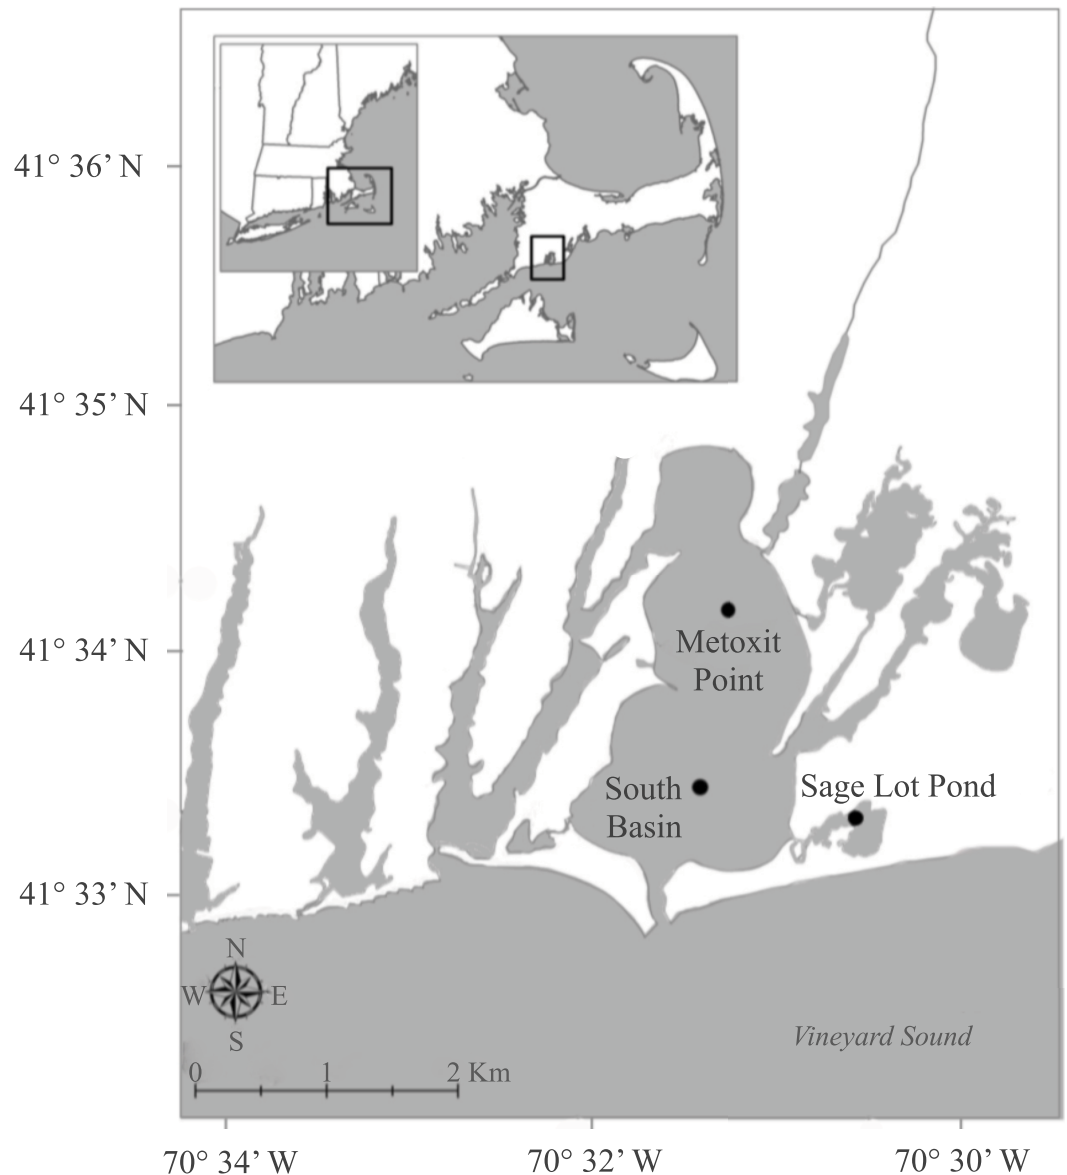 41° 36’ N
41° 35’ N
41° 34’ N
Metoxit
Point
South
Basin
Sage Lot Pond
41° 33’ N
N
W E
S
Vineyard Sound
0 1 2 Km
70° 34’ W 70° 32’ W 70° 30’ W